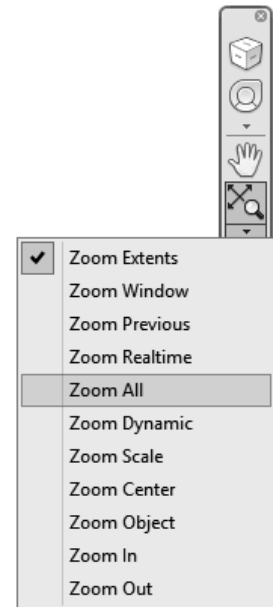 Zoom Extents
Zoom Window
Zoom Previous
Zoom Realtime
Zoom All
Zoom Dynamic
Zoom Scale
Zoom Center
Zoom Object
Zoom In
Zoom Out